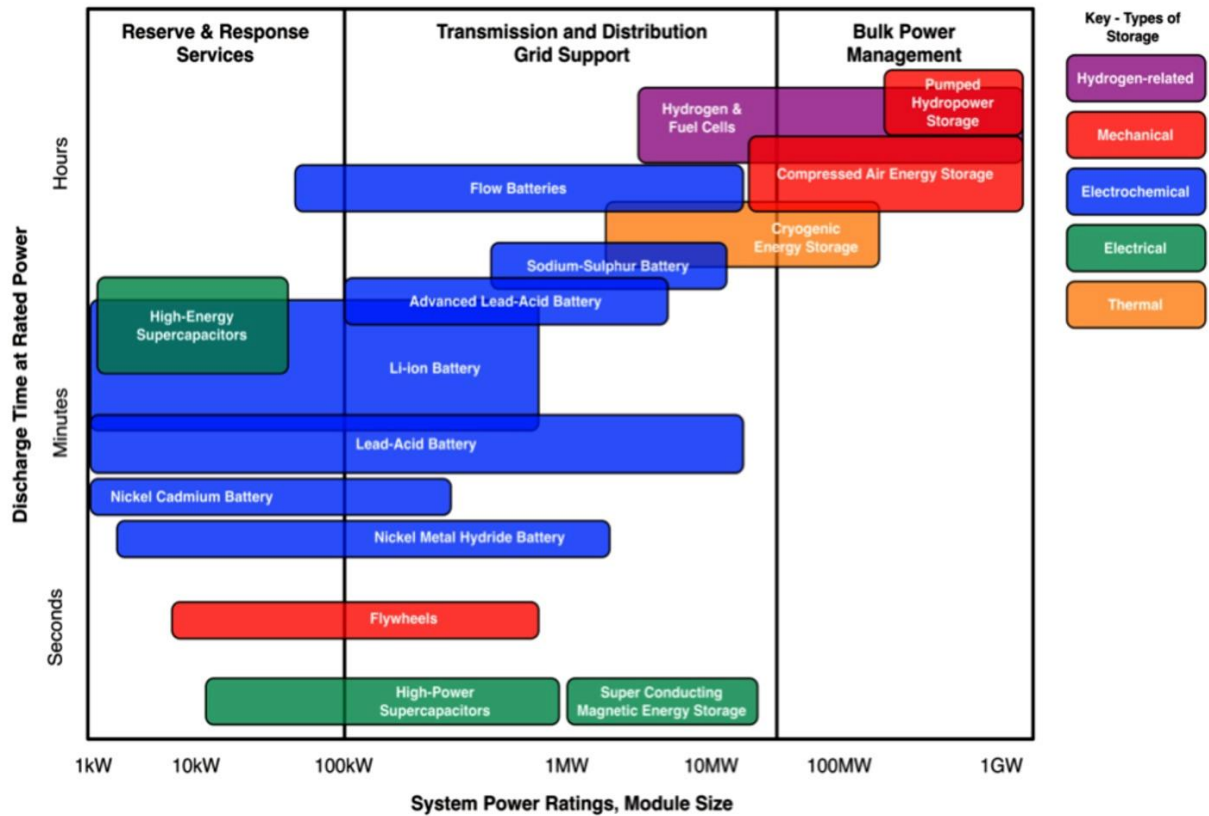 Reserve & Response
Services
Transmission and Distribution
Grid Support
Bulk Power
Management
Key - Types of
Storage
Hydrogen-related
Mechanical
Electrochemical
Electrical
Thermal
Discharge Time at Rated Power
Hours
Minutes
Seconds
Pumped
Hydropower
Storage
Hydrogen &
Fuel Cells
Compressed Air Energy Storage
Flow Batteries
Cryogenic
Energy Storage
Sodium-Sulphur Battery
Advanced Lead-Acid Battery
High-Energy
Supercapacitors
Li-ion Battery
Lead-Acid Battery
Nickel Cadmium Battery
Nickel Metal Hydride Battery
Flywheels
High-Power
Supercapacitors
Super Conducting
Magnetic Energy Storage
1kW 10kW 100kW 1MW 10MW 100MW 1GW
System Power Ratings, Module Size